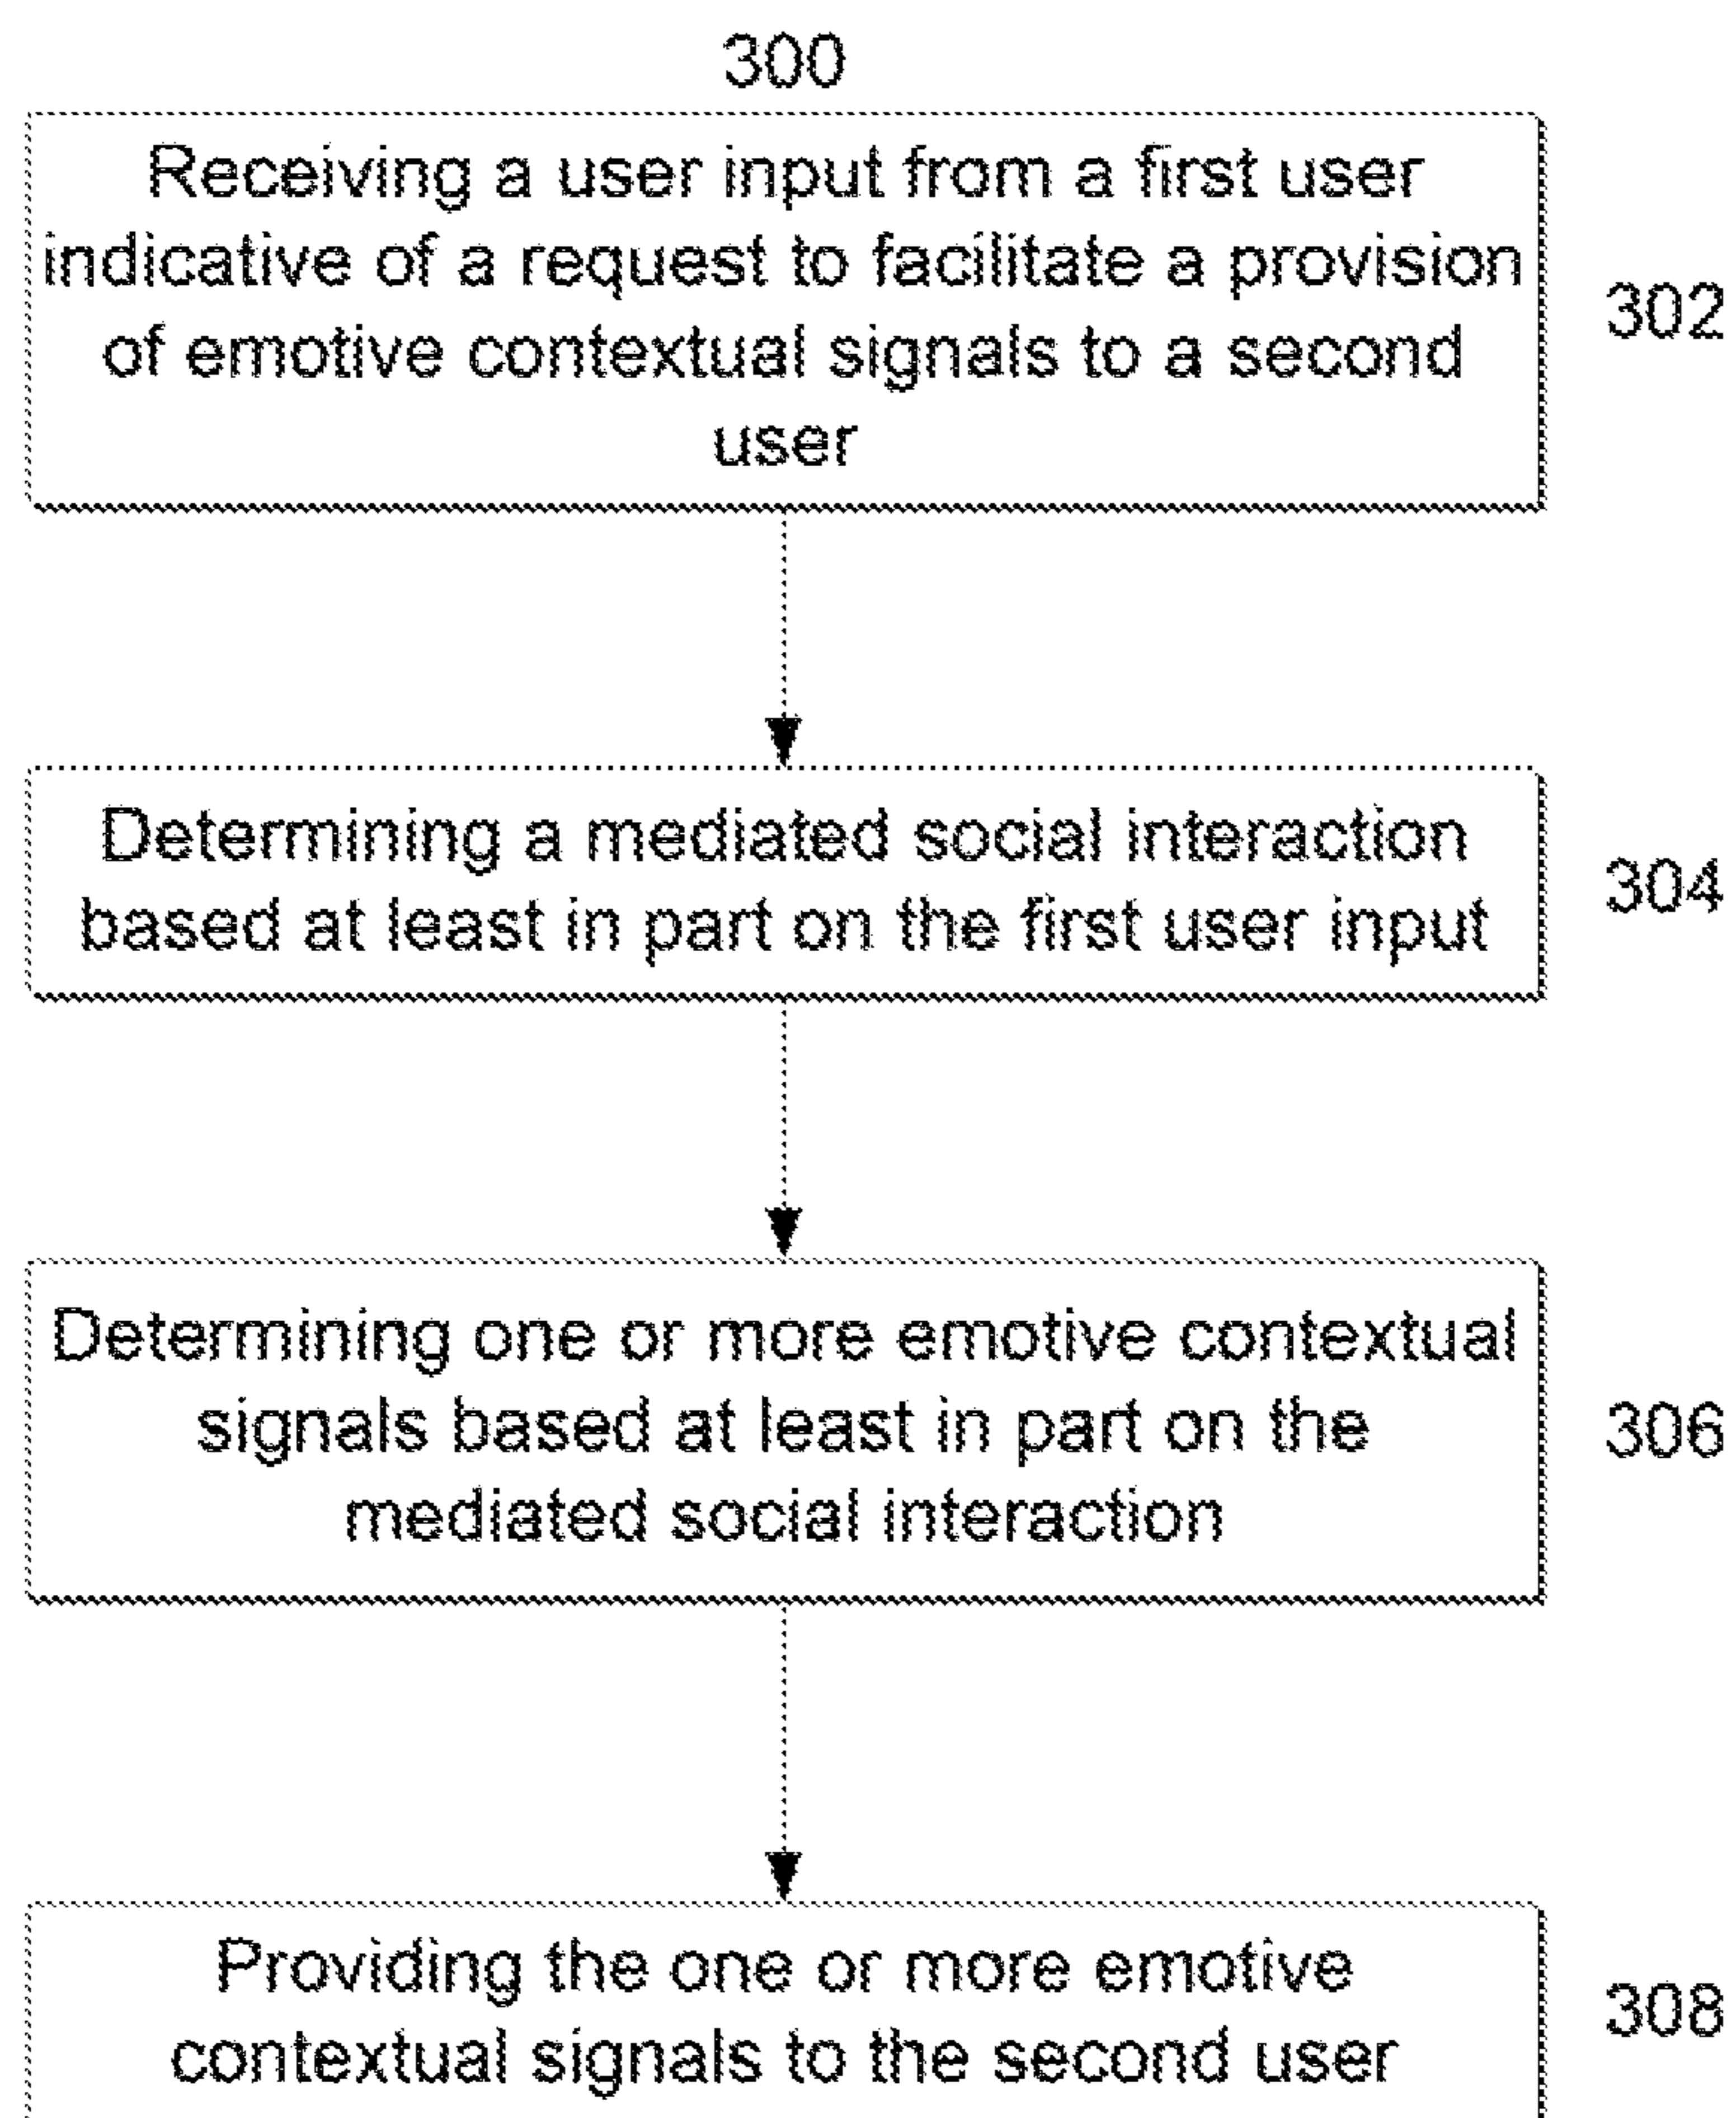 300
Receiving a user input from a first user
indicative of a request to facilitate a provision
of emotive contextual signals to a second
user
302
Determining a mediated social interaction
based at least in part on the first user input
304
Determining one or more emotive contextual
signals based at least in part on the
mediated social interaction
306
Providing the one or more emotive
contextual signals to the second user
308